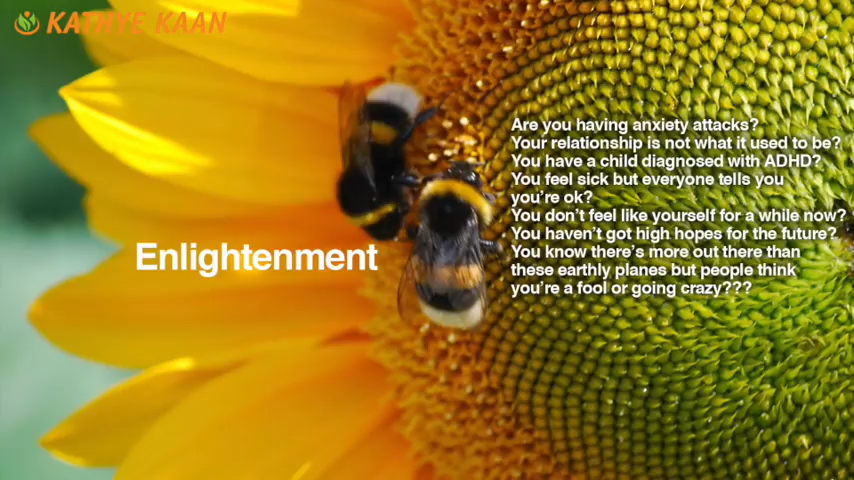 KATHYE KAAN
Are you having anxiety attacks?
Your relationship is not what it used to be?
You have a child diagnosed with ADHD?
You feel sick but everyone tells you
you're ok?
You don't feel like yourself for a while now?
You haven't got high hopes for the future?
You know there's more out there than
these earthly planes but people think
you're a fool or going crazy???
Enlightenment